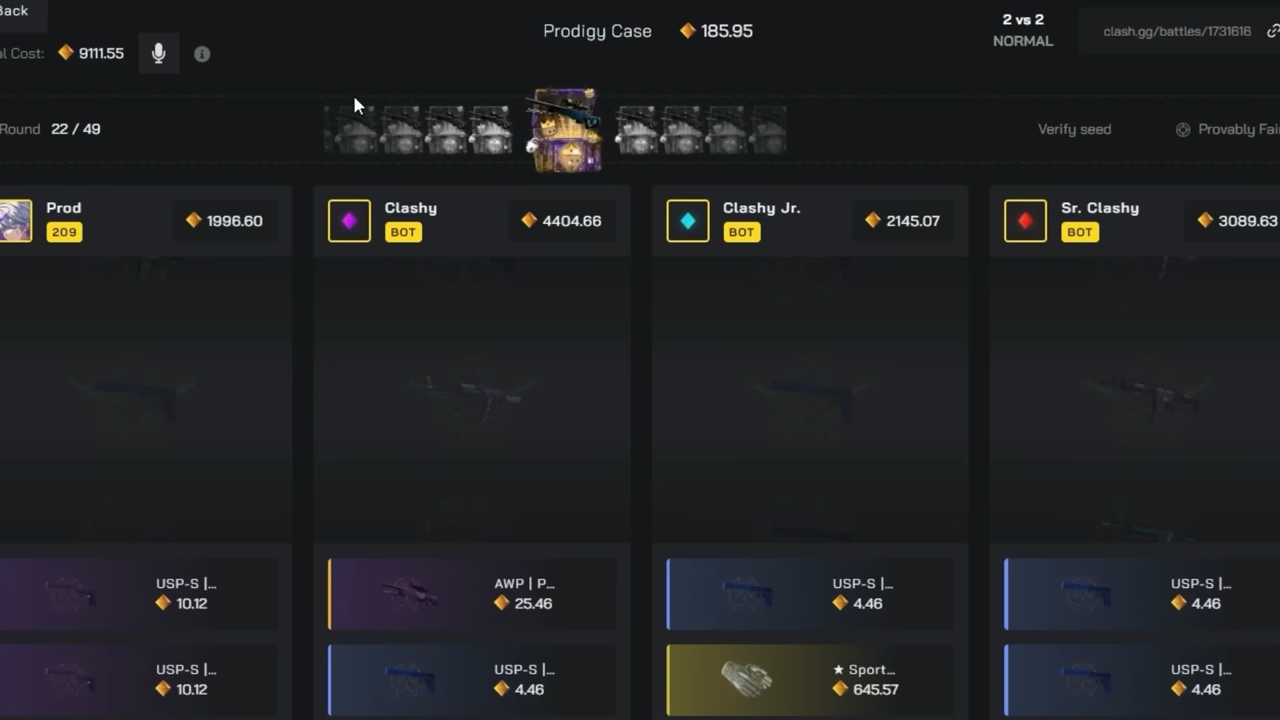 Back
Prodigy Case 185.95
2 vs 2
NORMAL
clash.gg/battles/1731616
al Cost: 9111.55
Round 22 / 49
Verify seed
Provably Fai
Prod
209
1996.60
Clashy
BOT
4404.66
Clashy Jr.
BOT
2145.07
Sr. Clashy
BOT
3089.63
USP-S |...
10.12
AWP | P...
25.46
USP-S |...
4.46
USP-S |...
4.46
USP-S |...
10.12
USP-S |...
4.46
★ Sport...
645.57
USP-S |...
4.46